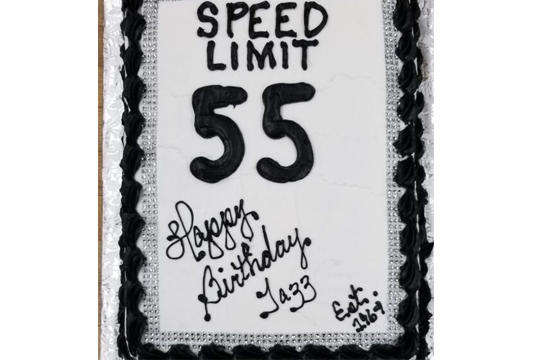 SPEED
LIMIT
55
Happy
Birthday
Jazz
Est.
1969